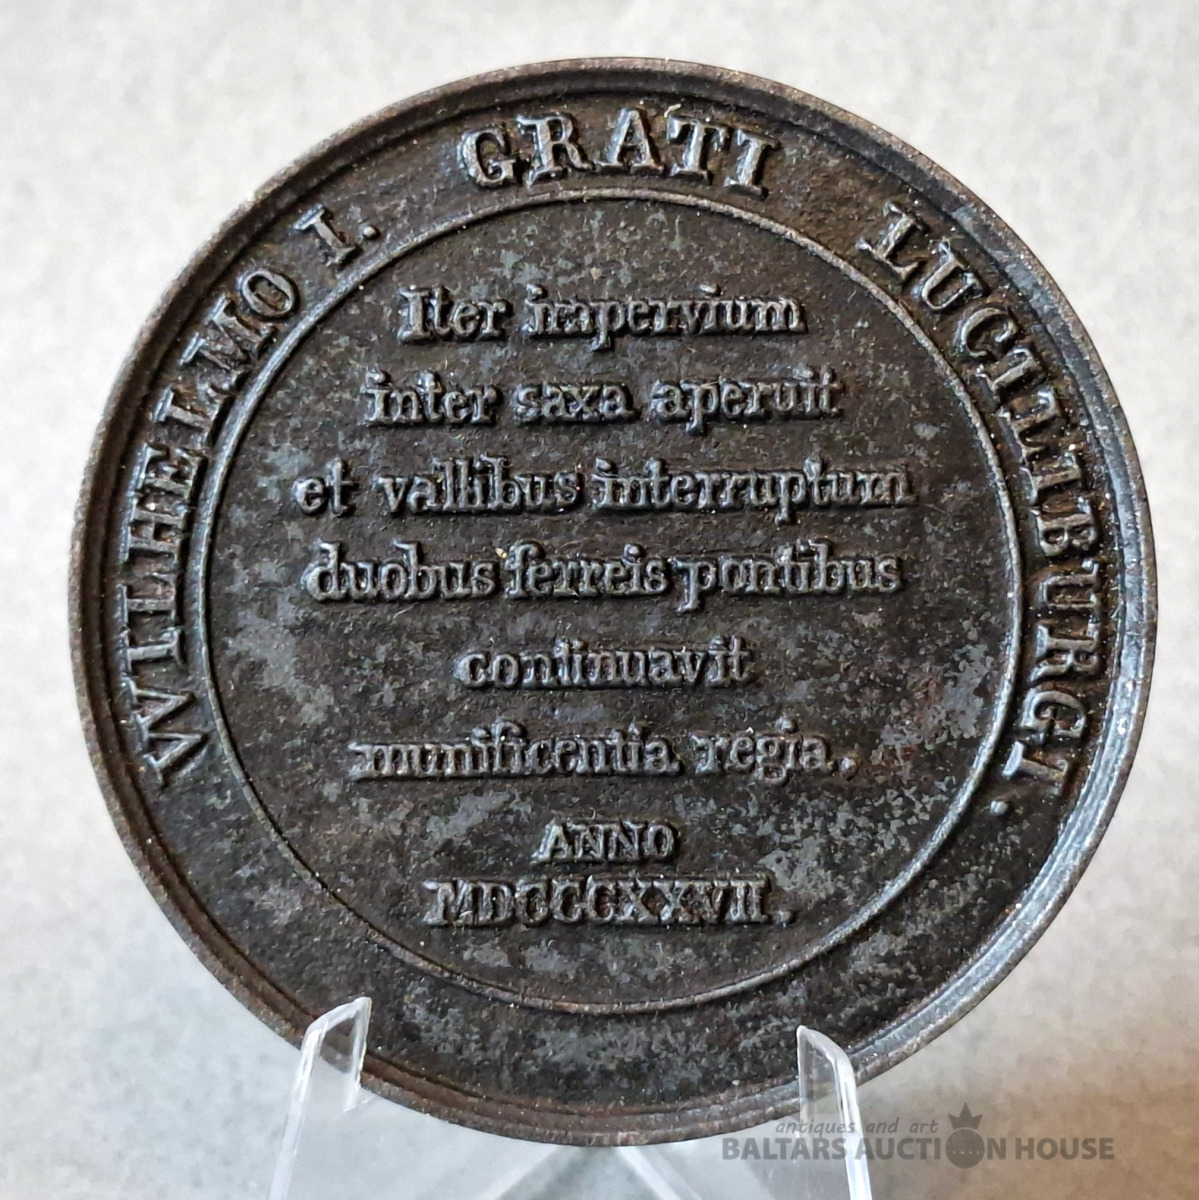 WILHELMO I. GRATI LUCILIBURGI.
Iter impervium
inter saxa aperuit
et vallibus interruptum
duobus ferreis pontibus
continuavit
munificentia regia.
ANNO
MDCCCXXVII.
antiques and art
BALTARS AUCTION HOUSE